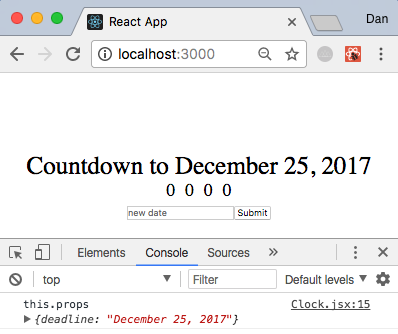 React App
Dan
localhost:3000
Countdown to December 25, 2017
0 0 0 0
new date Submit
Elements Console Sources »
top Filter Default levels
this.props Clock.jsx:15
{deadline: "December 25, 2017"}